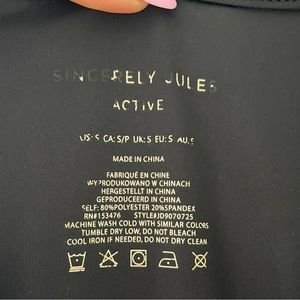 SINCERELY JULES
ACTIVE
US: S CA: S/P UK: S EU: S AU: S
MADE IN CHINA
FABRIQUÉ EN CHINE
WYPRODUKOWANO W CHINACH
HERGESTELLT IN CHINA
GEPRODUCEERD IN CHINA
SELF: 80%POLYESTER 20%SPANDEX
RN#153476 STYLE#JD9070725
MACHINE WASH COLD WITH SIMILAR COLORS
TUMBLE DRY LOW, DO NOT BLEACH
COOL IRON IF NEEDED, DO NOT DRY CLEAN